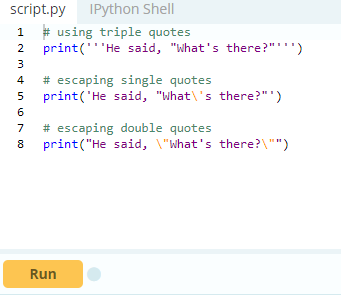 script.py IPython Shell
1 # using triple quotes
2 print('''He said, "What's there?"''')
3
4 # escaping single quotes
5 print('He said, "What\'s there?"')
6
7 # escaping double quotes
8 print("He said, \"What's there?\"")
Run